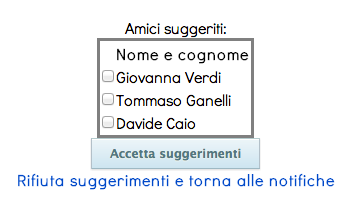 Amici suggeriti:
Nome e cognome
Giovanna Verdi
Tommaso Ganelli
Davide Caio
Accetta suggerimenti
Rifiuta suggerimenti e torna alle notifiche